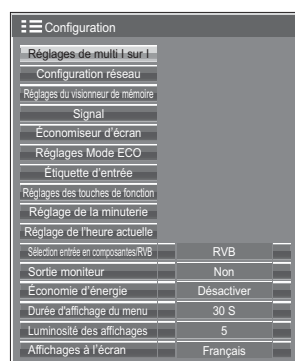 Configuration
Réglages de multi I sur I
Configuration réseau
Réglages du visionneur de mémoire
Signal
Économiseur d'écran
Réglages Mode ECO
Étiquette d'entrée
Réglages des touches de fonction
Réglage de la minuterie
Réglage de l'heure actuelle
Sélection entrée en composantes/RVB RVB
Sortie moniteur Non
Économie d'énergie Désactiver
Durée d'affichage du menu 30 S
Luminosité des affichages 5
Affichages à l'écran Français